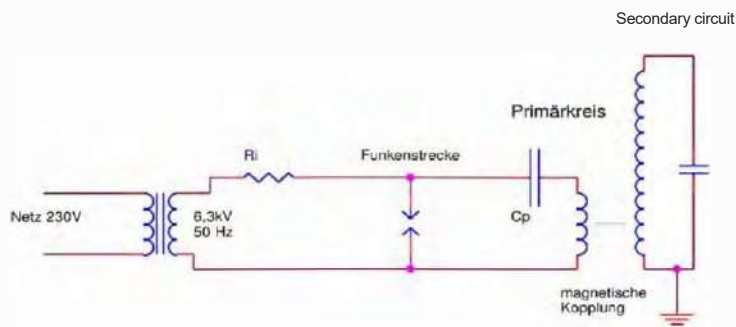 Secondary circuit
Primärkreis
Ri
Funkenstrecke
Netz 230V
6,3kV
50 Hz
Cp
magnetische
Kopplung